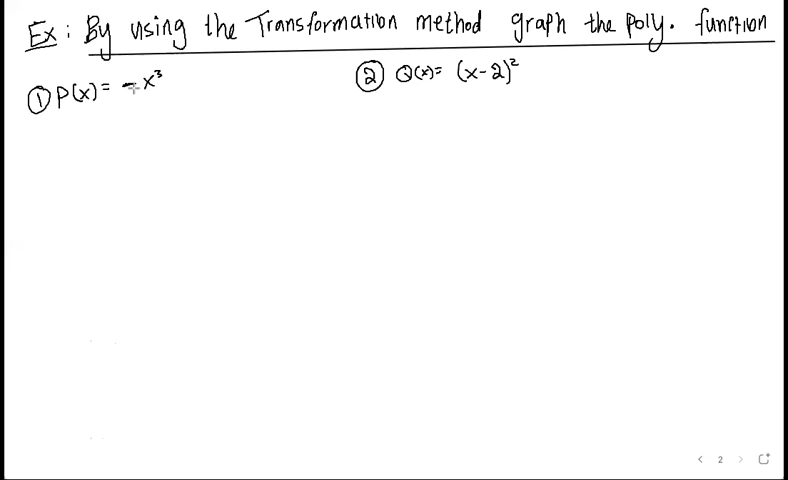 Ex: By using the Transformation method graph the poly. function
① P(x) = -x³
② Q(x) = (x-2)²
< 2 >